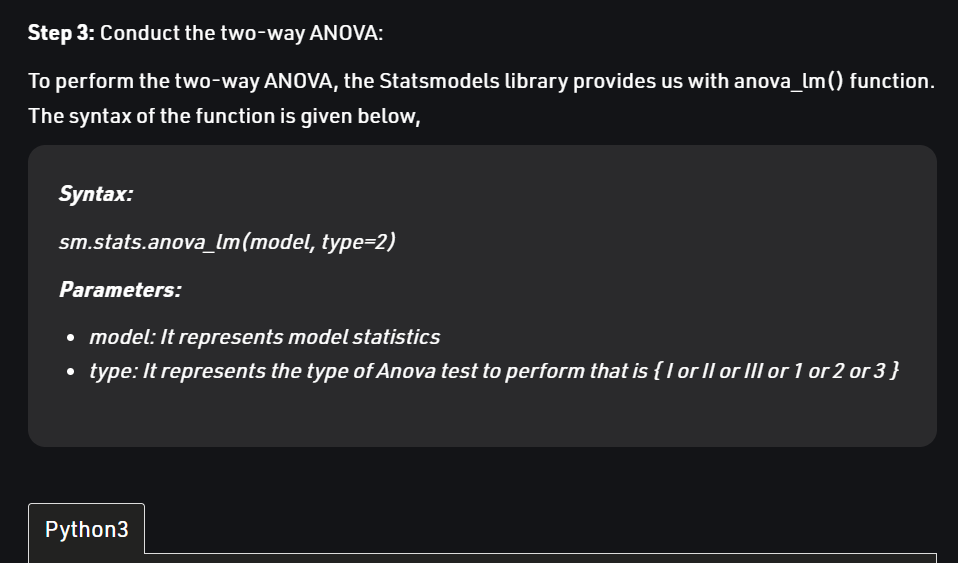 Step 3: Conduct the two-way ANOVA:
To perform the two-way ANOVA, the Statsmodels library provides us with anova_lm() function.
The syntax of the function is given below,
Syntax:
sm.stats.anova_lm(model, type=2)
Parameters:
• model: It represents model statistics
• type: It represents the type of Anova test to perform that is { I or II or III or 1 or 2 or 3 }
Python3